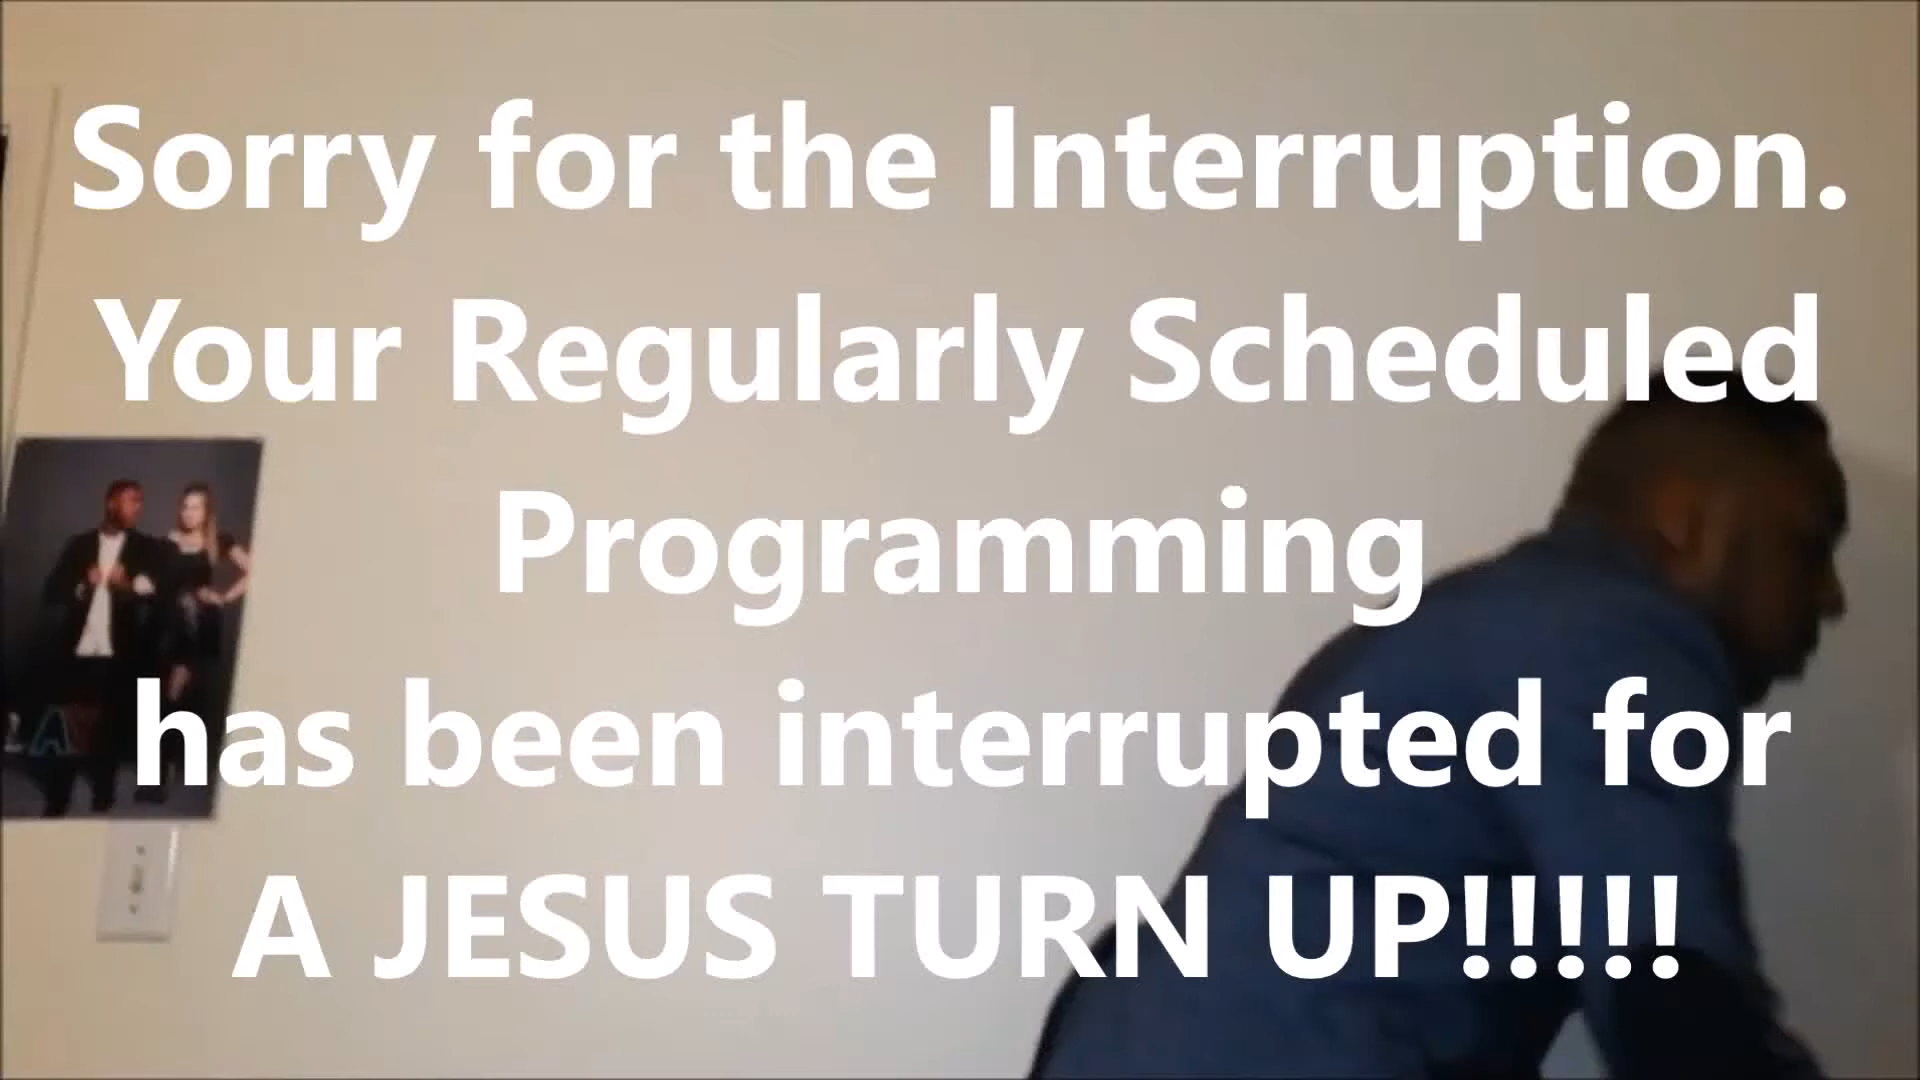 Sorry for the Interruption.
Your Regularly Scheduled
Programming
has been interrupted for
A JESUS TURN UP!!!!!